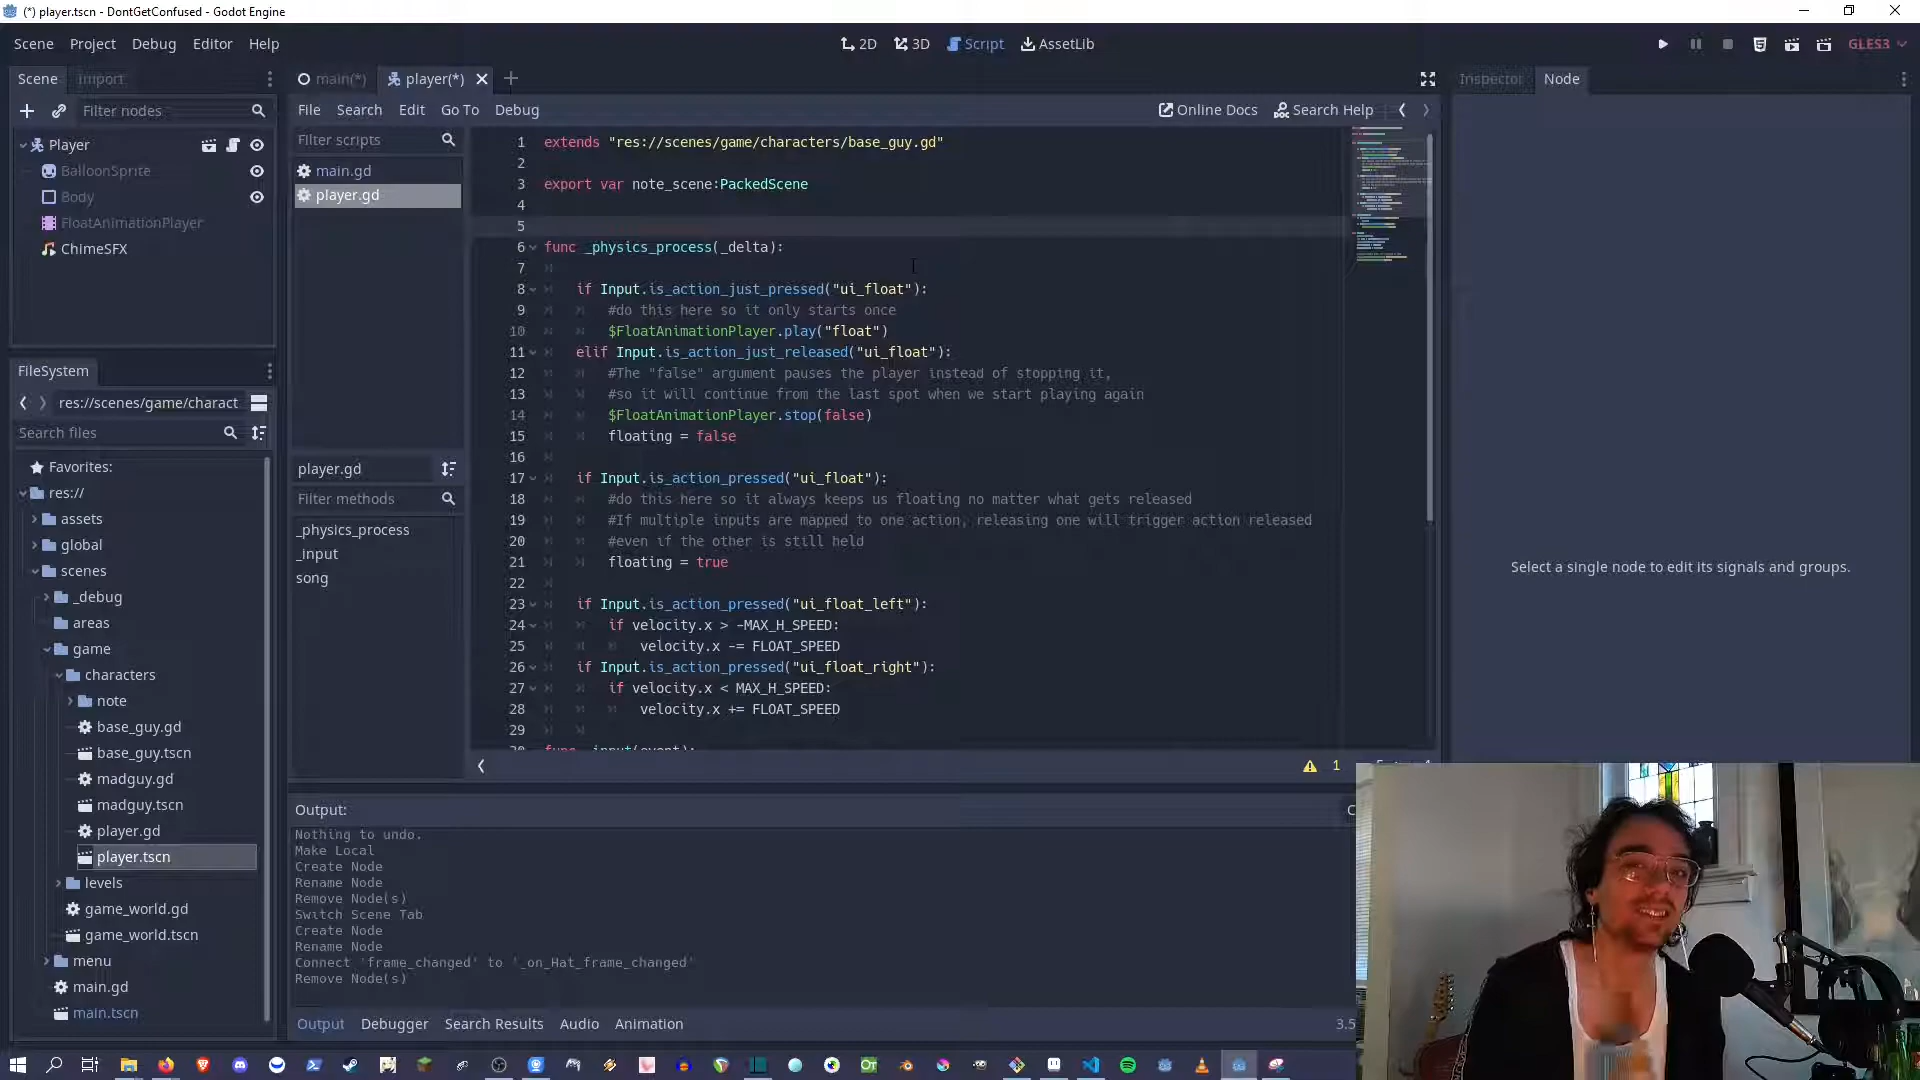 (*) player.tscn - DontGetConfused - Godot Engine
Scene Project Debug Editor Help
2D 3D Script AssetLib
GLES3
Scene Import
main(*) player(*)
Inspector Node
Filter nodes
File Search Edit Go To Debug
Online Docs Search Help
Player
BalloonSprite
Body
FloatAnimationPlayer
ChimeSFX
FileSystem
res://scenes/game/charact
Search files
Favorites:
res://
assets
global
scenes
_debug
areas
game
characters
note
base_guy.gd
base_guy.tscn
madguy.gd
madguy.tscn
player.gd
player.tscn
levels
game_world.gd
game_world.tscn
menu
main.gd
main.tscn
Filter scripts
main.gd
player.gd
player.gd
Filter methods
_physics_process
_input
song
1 extends "res://scenes/game/characters/base_guy.gd"
2
3 export var note_scene:PackedScene
4
5
6 func _physics_process(_delta):
7
8 if Input.is_action_just_pressed("ui_float"):
9 #do this here so it only starts once
10 $FloatAnimationPlayer.play("float")
11 elif Input.is_action_just_released("ui_float"):
12 #The "false" argument pauses the player instead of stopping it,
13 #so it will continue from the last spot when we start playing again
14 $FloatAnimationPlayer.stop(false)
15 floating = false
16
17 if Input.is_action_pressed("ui_float"):
18 #do this here so it always keeps us floating no matter what gets released
19 #If multiple inputs are mapped to one action, releasing one will trigger action released
20 #even if the other is still held
21 floating = true
22
23 if Input.is_action_pressed("ui_float_left"):
24 if velocity.x > -MAX_H_SPEED:
25 velocity.x -= FLOAT_SPEED
26 if Input.is_action_pressed("ui_float_right"):
27 if velocity.x < MAX_H_SPEED:
28 velocity.x += FLOAT_SPEED
29
30 func _input(event):
1
Select a single node to edit its signals and groups.
Output:
Nothing to undo.
Make Local
Create Node
Rename Node
Remove Node(s)
Switch Scene Tab
Create Node
Rename Node
Connect 'frame_changed' to '_on_Hat_frame_changed'
Remove Node(s)
Output Debugger Search Results Audio Animation
3.5